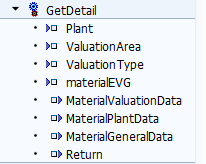 GetDetail
Plant
ValuationArea
ValuationType
materialEVG
MaterialValuationData
MaterialPlantData
MaterialGeneralData
Return